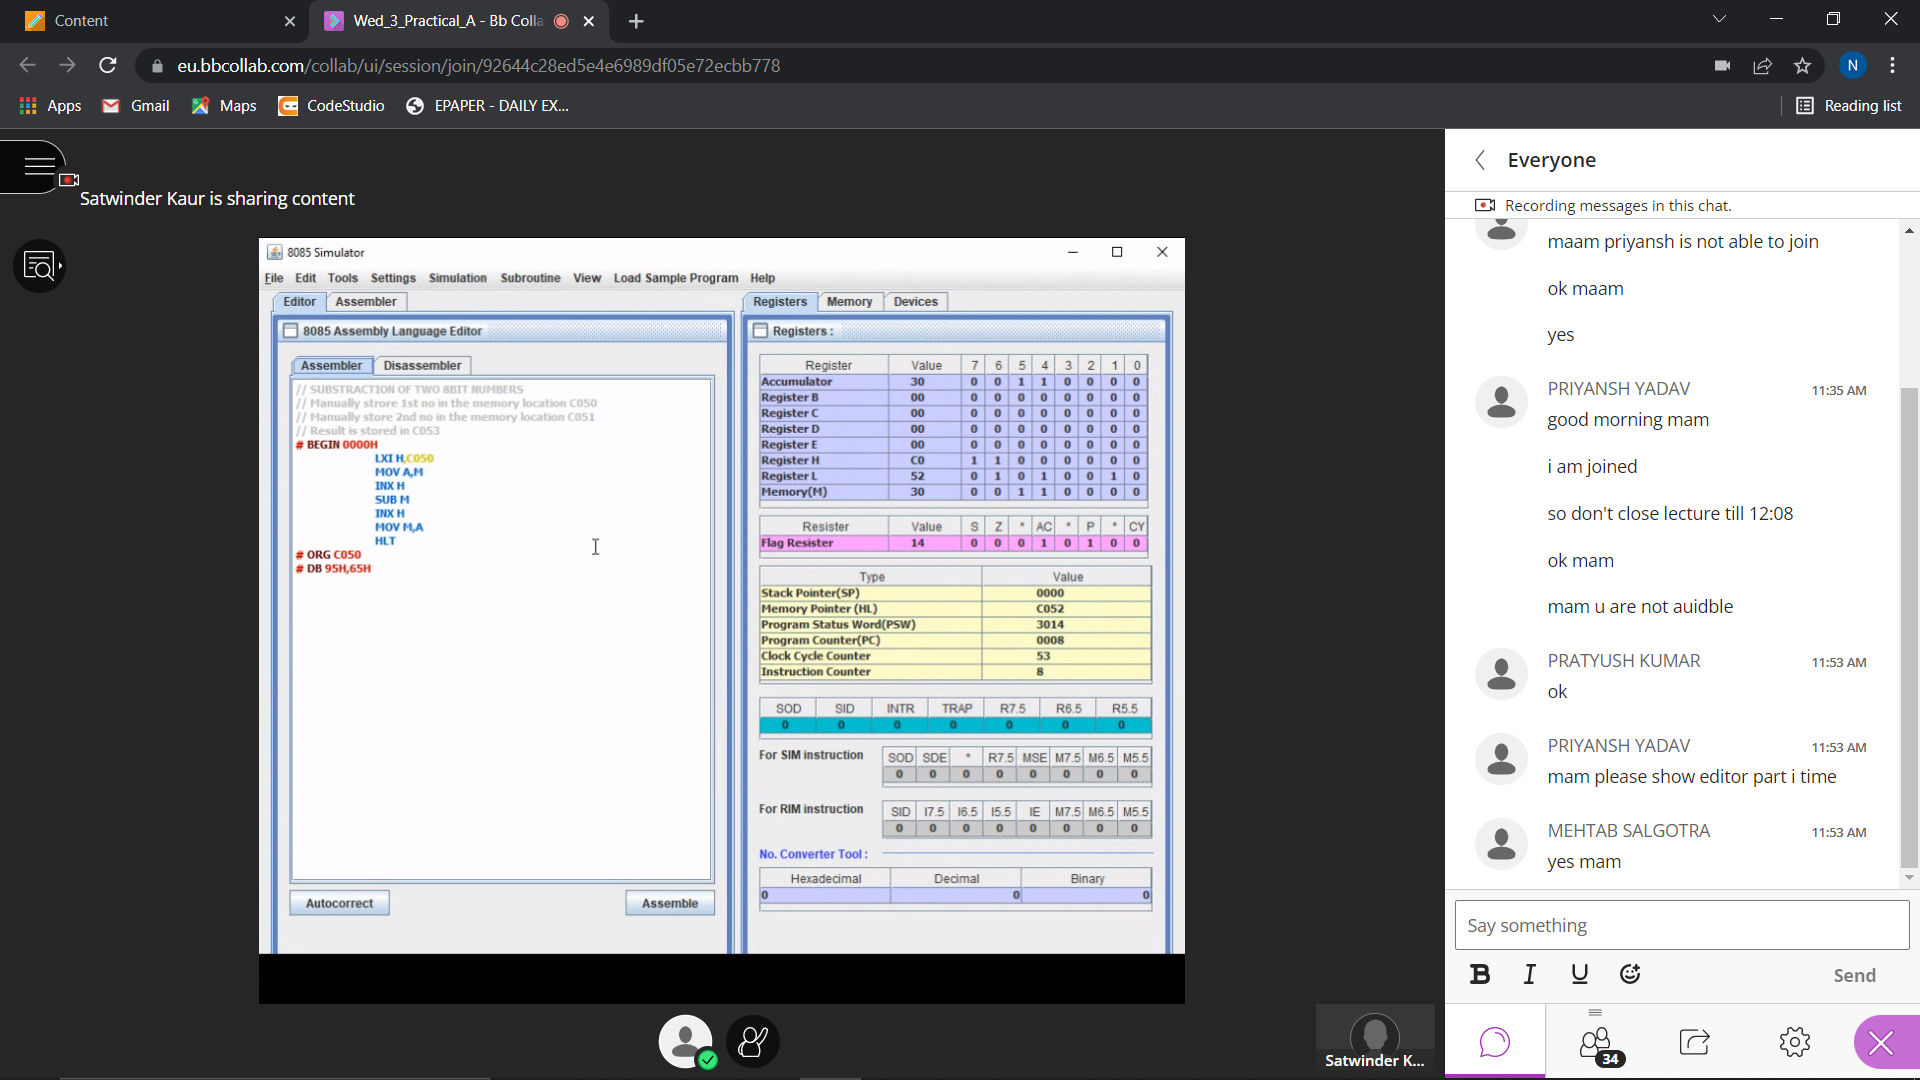 Content
Wed_3_Practical_A - Bb Colla
eu.bbcollab.com/collab/ui/session/join/92644c28ed5e4e6989df05e72ecbb778
N
Apps Gmail Maps CodeStudio EPAPER - DAILY EX... Reading list
Satwinder Kaur is sharing content
8085 Simulator
File Edit Tools Settings Simulation Subroutine View Load Sample Program Help
Editor Assembler
8085 Assembly Language Editor
Assembler Disassembler
// SUBSTRACTION OF TWO 8BIT NUMBERS
// Manually strore 1st no in the memory location C050
// Manually store 2nd no in the memory location C051
// Result is stored in C053
# BEGIN 0000H
LXI H,C050
MOV A,M
INX H
SUB M
INX H
MOV M,A
HLT
# ORG C050
# DB 95H,65H
Autocorrect Assemble
Registers Memory Devices
Registers :
Register Value 7 6 5 4 3 2 1 0
Accumulator 30 0 0 1 1 0 0 0 0
Register B 00 0 0 0 0 0 0 0 0
Register C 00 0 0 0 0 0 0 0 0
Register D 00 0 0 0 0 0 0 0 0
Register E 00 0 0 0 0 0 0 0 0
Register H C0 1 1 0 0 0 0 0 0
Register L 52 0 1 0 1 0 0 1 0
Memory(M) 30 0 0 1 1 0 0 0 0
Resister Value S Z * AC * P * CY
Flag Resister 14 0 0 0 1 0 1 0 0
Type Value
Stack Pointer(SP) 0000
Memory Pointer (HL) C052
Program Status Word(PSW) 3014
Program Counter(PC) 0008
Clock Cycle Counter 53
Instruction Counter 8
SOD SID INTR TRAP R7.5 R6.5 R5.5
0 0 0 0 0 0 0
For SIM instruction
SOD SDE * R7.5 MSE M7.5 M6.5 M5.5
0 0 0 0 0 0 0 0
For RIM instruction
SID I7.5 I6.5 I5.5 IE M7.5 M6.5 M5.5
0 0 0 0 0 0 0 0
No. Converter Tool :
Hexadecimal Decimal Binary
0 0 0
Satwinder K...
Everyone
Recording messages in this chat.
maam priyansh is not able to join
ok maam
yes
PRIYANSH YADAV 11:35 AM
good morning mam
i am joined
so don't close lecture till 12:08
ok mam
mam u are not auidble
PRATYUSH KUMAR 11:53 AM
ok
PRIYANSH YADAV 11:53 AM
mam please show editor part i time
MEHTAB SALGOTRA 11:53 AM
yes mam
Say something
B I U Send
34